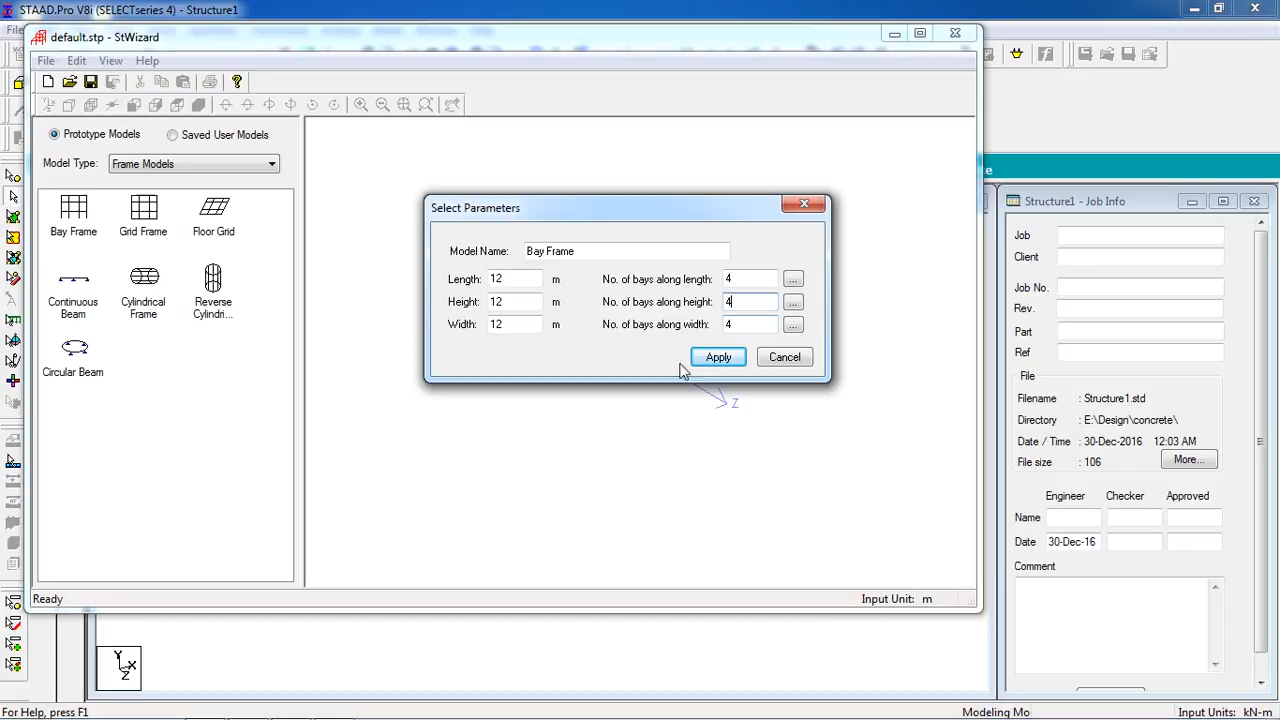 STAAD.Pro V8i (SELECTseries 4) - Structure1
default.stp - StWizard
File Edit View Help
Prototype Models Saved User Models
Model Type: Frame Models
Bay Frame Grid Frame Floor Grid
Continuous Beam Cylindrical Frame Reverse Cylindri...
Circular Beam
Select Parameters
Model Name: Bay Frame
Length: 12 m No. of bays along length: 4 ...
Height: 12 m No. of bays along height: 4 ...
Width: 12 m No. of bays along width: 4 ...
Apply Cancel
Z
Ready Input Unit: m
Structure1 - Job Info
Job
Client
Job No.
Rev.
Part
Ref
File
Filename : Structure1.std
Directory : E:\Design\concrete\
Date / Time : 30-Dec-2016 12:03 AM
File size : 106 More...
Engineer Checker Approved
Name
Date 30-Dec-16
Comment
Y
X
Z
For Help, press F1 Modeling Mo Input Units: kN-m